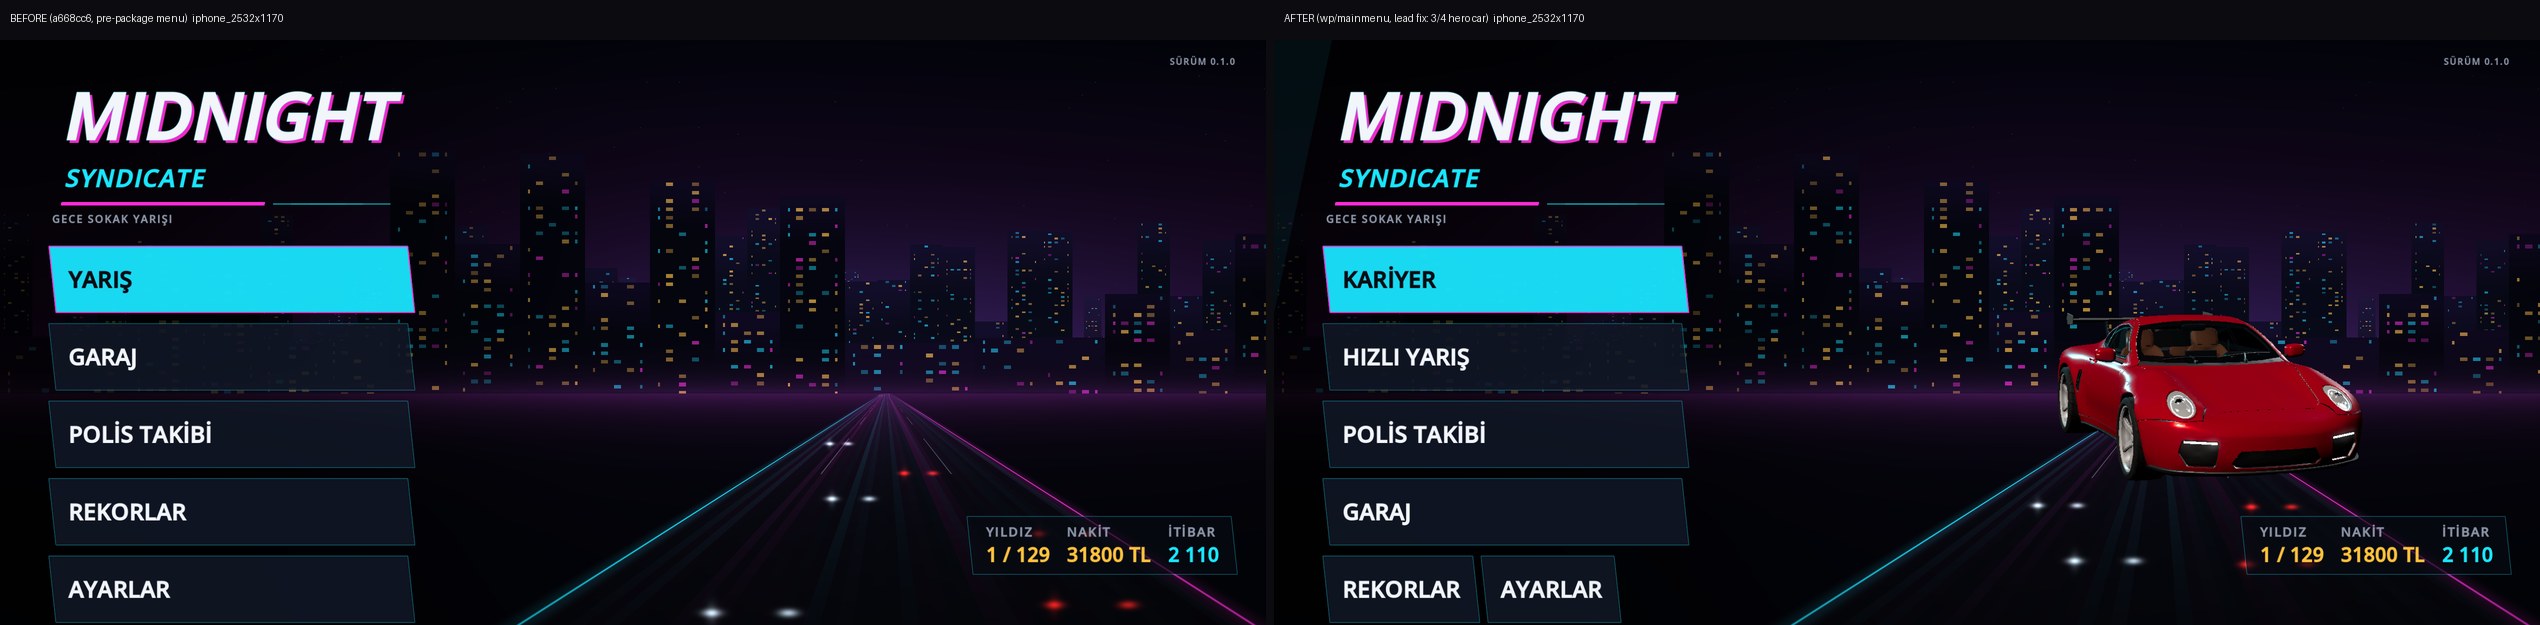 BEFORE (a668cc6, pre-package menu) iphone_2532x1170
SÜRÜM 0.1.0
MIDNIGHT
SYNDICATE
GECE SOKAK YARIŞI
YARIŞ
GARAJ
POLİS TAKİBİ
REKORLAR
AYARLAR
YILDIZ NAKİT İTİBAR
1 / 129 31800 TL 2 110
AFTER (wp/mainmenu, lead fix: 3/4 hero car) iphone_2532x1170
SÜRÜM 0.1.0
MIDNIGHT
SYNDICATE
GECE SOKAK YARIŞI
KARİYER
HIZLI YARIŞ
POLİS TAKİBİ
GARAJ
REKORLAR AYARLAR
YILDIZ NAKİT İTİBAR
1 / 129 31800 TL 2 110